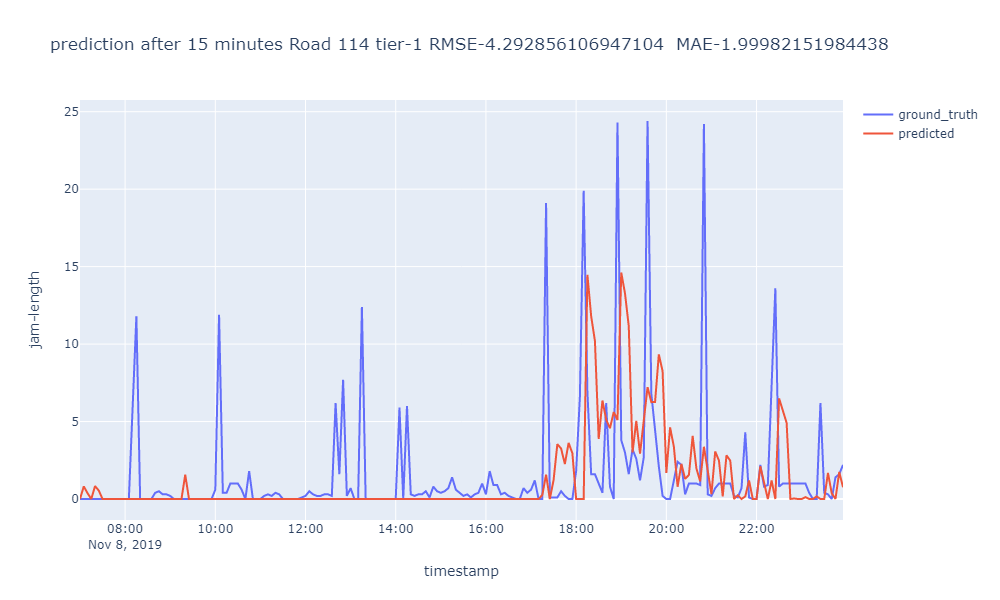 prediction after 15 minutes Road 114 tier-1 RMSE-4.292856106947104  MAE-1.99982151984438
ground_truth
predicted
25
20
15
10
5
0
jam-length
08:00 10:00 12:00 14:00 16:00 18:00 20:00 22:00
Nov 8, 2019
timestamp